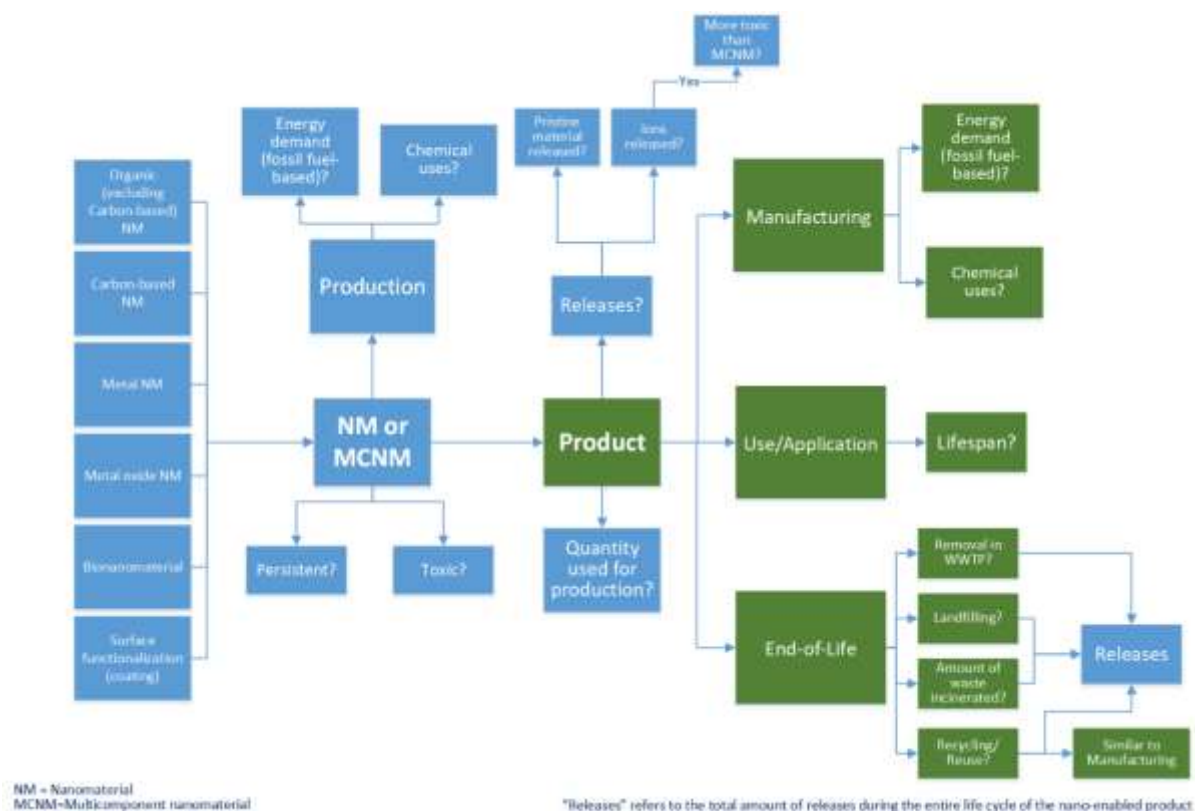 More toxic
than
MCNM?
Yes
Energy
demand
(fossil fuel-
based)?
Chemical
uses?
Pristine
material
released?
Ions
released?
Energy
demand
(fossil fuel-
based)?
Organic
(excluding
Carbon-based)
NM
Carbon-based
NM
Metal NM
Metal oxide NM
Bionanomaterial
Surface
functionalization
(coating)
Production
Releases?
Manufacturing
Chemical
uses?
NM or
MCNM
Product
Use/Application
Lifespan?
Persistent?
Toxic?
Quantity
used for
production?
End-of-Life
Removal in
WWTP?
Landfilling?
Amount of
waste
incinerated?
Recycling/
Reuse?
Releases
Similar to
Manufacturing
NM = Nanomaterial
MCNM=Multicomponent nanomaterial
"Releases" refers to the total amount of releases during the entire life cycle of the nano-enabled product